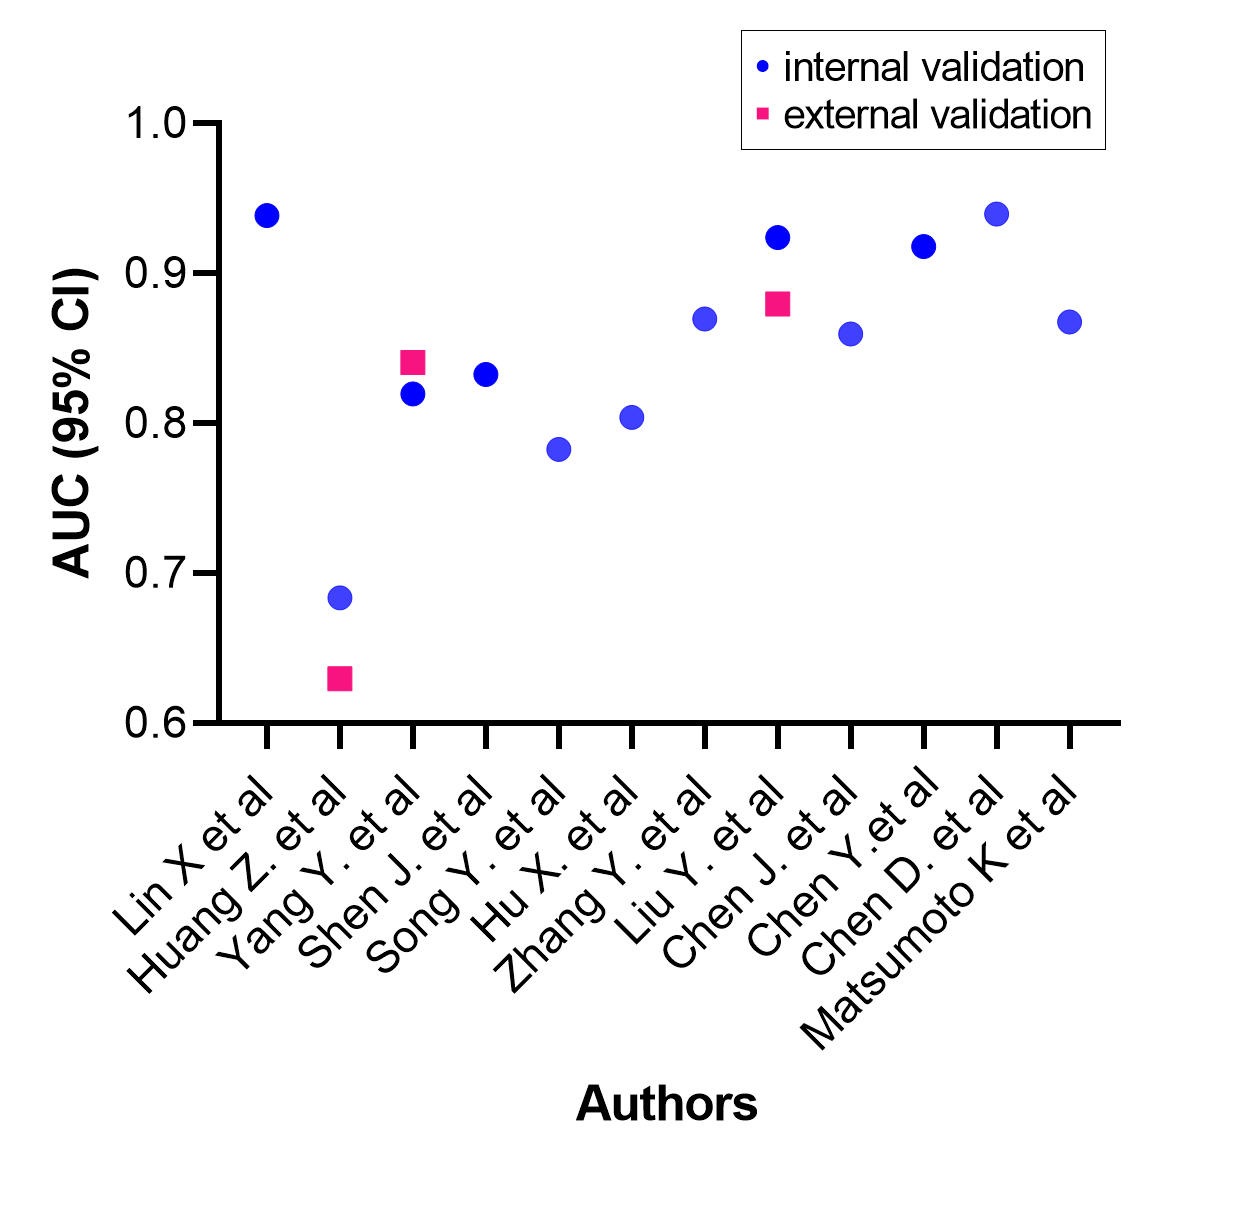 internal validation
external validation
1.0
0.9
0.8
0.7
0.6
AUC (95% CI)
Lin X et al
Huang Z. et al
Yang Y. et al
Shen J. et al
Song Y. et al
Hu X. et al
Zhang Y. et al
Liu Y. et al
Chen J. et al
Chen Y.et al
Chen D. et al
Matsumoto K et al
Authors